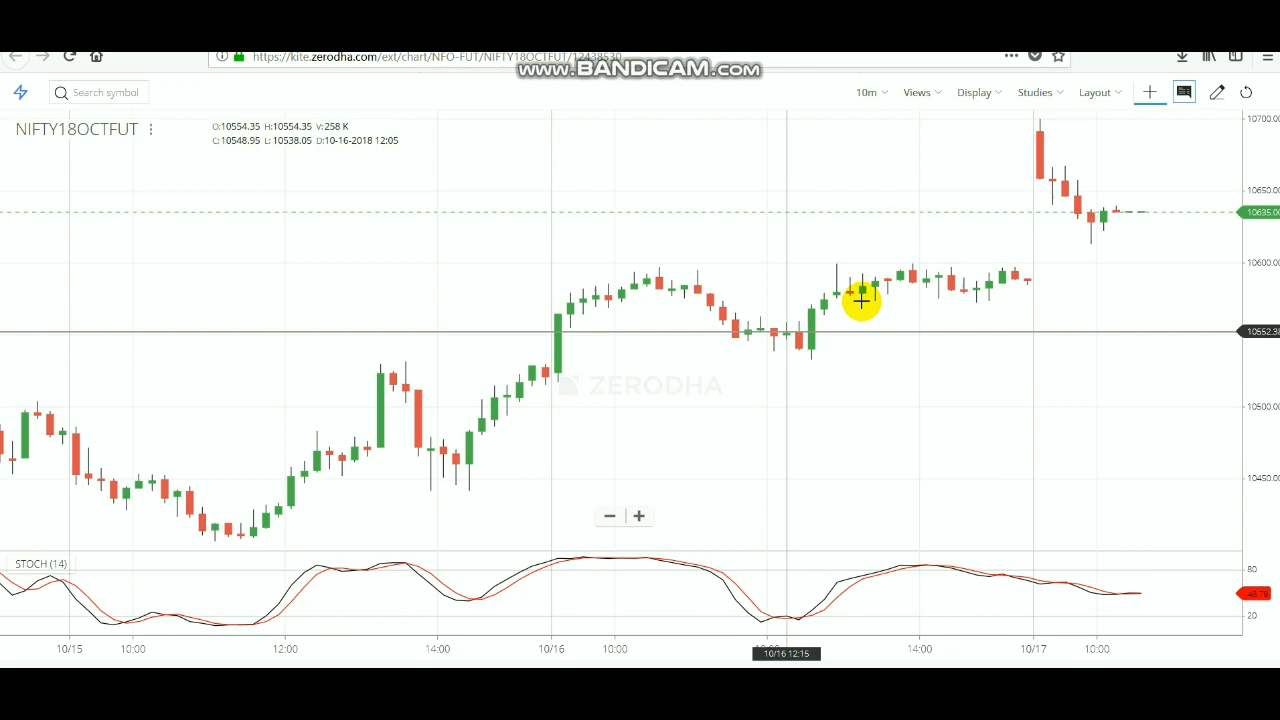 https://kite.zerodha.com/ext/chart/NFO-FUT/NIFTY18OCTFUT/12438530
www.BANDICAM.com
Search symbol
10m Views Display Studies Layout
NIFTY18OCTFUT
O:10554.35 H:10554.35 V:258 K
C:10548.95 L:10538.05 D:10-16-2018 12:05
10700.00
10650.00
10635.00
10600.00
10552.38
ZERODHA
10500.00
10450.00
STOCH (14)
80
20
10/15 10:00 12:00 14:00 10/16 10:00 14:00 10/17 10:00
10/16 12:15